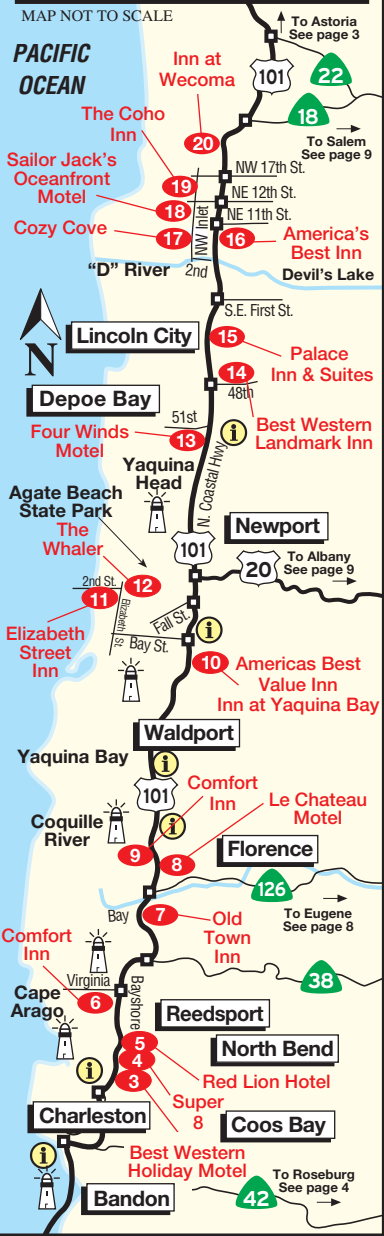 MAP NOT TO SCALE
To Astoria
See page 3
PACIFIC
OCEAN
Inn at
Wecoma
101
22
The Coho
Inn
18
To Salem
See page 9
20
Sailor Jack's
Oceanfront
Motel
NW 17th St.
19
NE 12th St.
18
NW Inlet
NE 11th St.
Cozy Cove
17
16
America's
Best Inn
"D" River
2nd
Devil's Lake
S.E. First St.
N
Lincoln City
15
Palace
Inn & Suites
14
48th
Depoe Bay
51st
Four Winds
Motel
13
i
Best Western
Landmark Inn
N. Coastal Hwy
Yaquina
Head
Agate Beach
State Park
Newport
The
Whaler
101
20
To Albany
See page 9
2nd St.
12
11
Elizabeth St.
Fall St.
Bay St.
i
Elizabeth
Street
Inn
10
Americas Best
Value Inn
Inn at Yaquina Bay
Waldport
Yaquina Bay
i
101
Comfort
Inn
Le Chateau
Motel
Coquille
River
i
9
8
Florence
126
To Eugene
See page 8
Bay
7
Old
Town
Inn
Comfort
Inn
38
Virginia
6
Bayshore
Cape
Arago
Reedsport
5
North Bend
4
i
3
Red Lion Hotel
Super
8
Charleston
Coos Bay
i
Best Western
Holiday Motel
To Roseburg
See page 4
Bandon
42